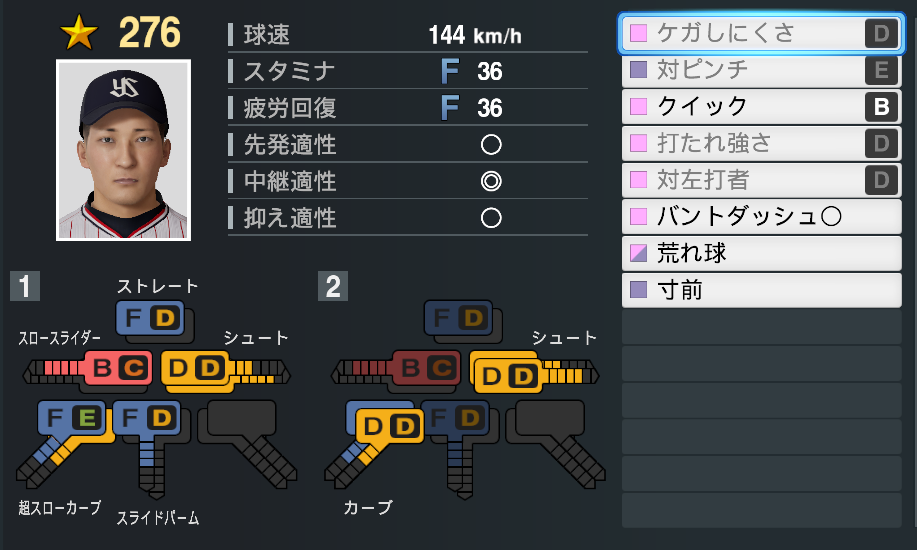 276
YS
球速 144 km/h
スタミナ F 36
疲労回復 F 36
先発適性 ○
中継適性 ◎
抑え適性 ○
ケガしにくさ D
対ピンチ E
クイック B
打たれ強さ D
対左打者 D
バントダッシュ○
荒れ球
寸前
1
ストレート
F D
スロースライダー
シュート
B C
D D
F E
F D
超スローカーブ
スライドパーム
2
F D
シュート
B C
D D
D D
F D
カーブ